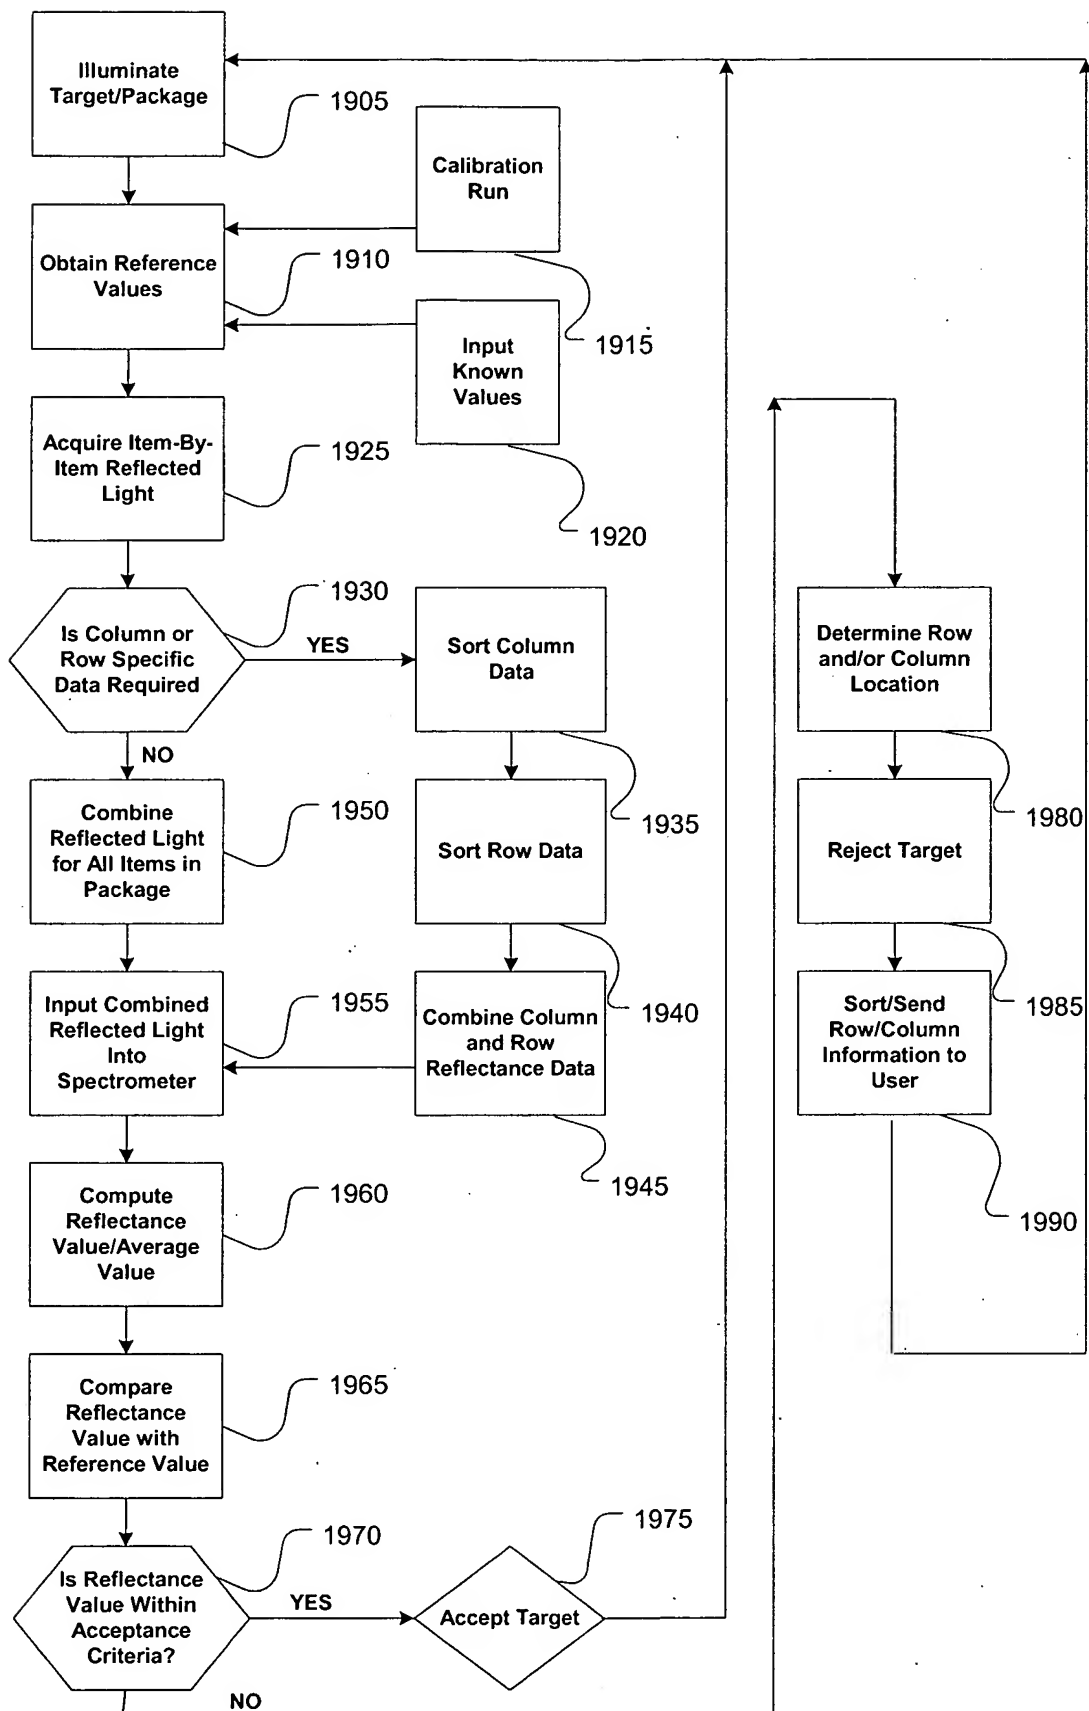 Illuminate
Target/Package
1905
Calibration
Run
1915
Obtain Reference
Values
1910
Input
Known
Values
1920
Acquire Item-By-
Item Reflected
Light
1925
Is Column or
Row Specific
Data Required
1930
YES
NO
Sort Column
Data
1935
Sort Row Data
1940
Combine Column
and Row
Reflectance Data
1945
Combine
Reflected Light
for All Items in
Package
1950
Input Combined
Reflected Light
Into
Spectrometer
1955
Compute
Reflectance
Value/Average
Value
1960
Compare
Reflectance
Value with
Reference Value
1965
Is Reflectance
Value Within
Acceptance
Criteria?
1970
YES
NO
Accept Target
1975
Determine Row
and/or Column
Location
1980
Reject Target
1985
Sort/Send
Row/Column
Information to
User
1990